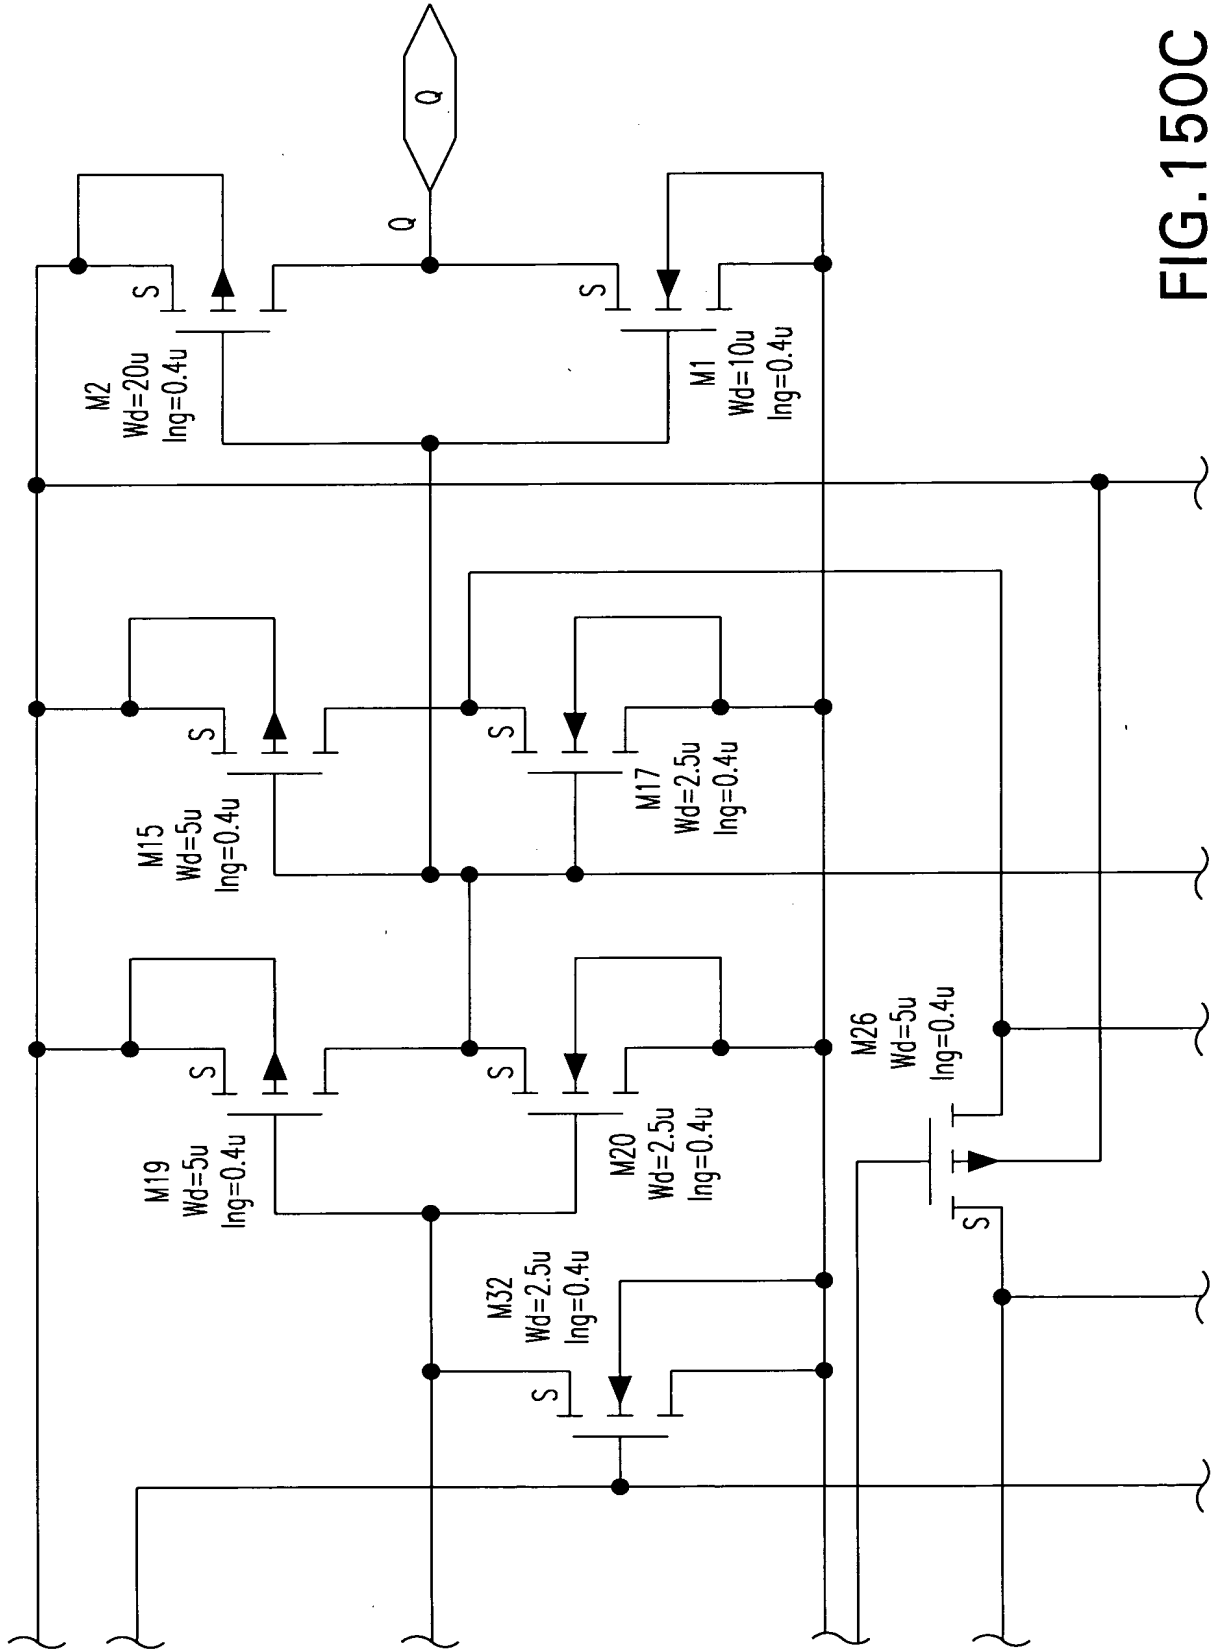 M2
Wd=20u
lng=0.4u
S
Q
Q
S
M1
Wd=10u
lng=0.4u
M15
Wd=5u
lng=0.4u
S
S
M17
Wd=2.5u
lng=0.4u
M19
Wd=5u
lng=0.4u
S
S
M20
Wd=2.5u
lng=0.4u
M32
Wd=2.5u
lng=0.4u
S
M26
Wd=5u
lng=0.4u
S
FIG.150C